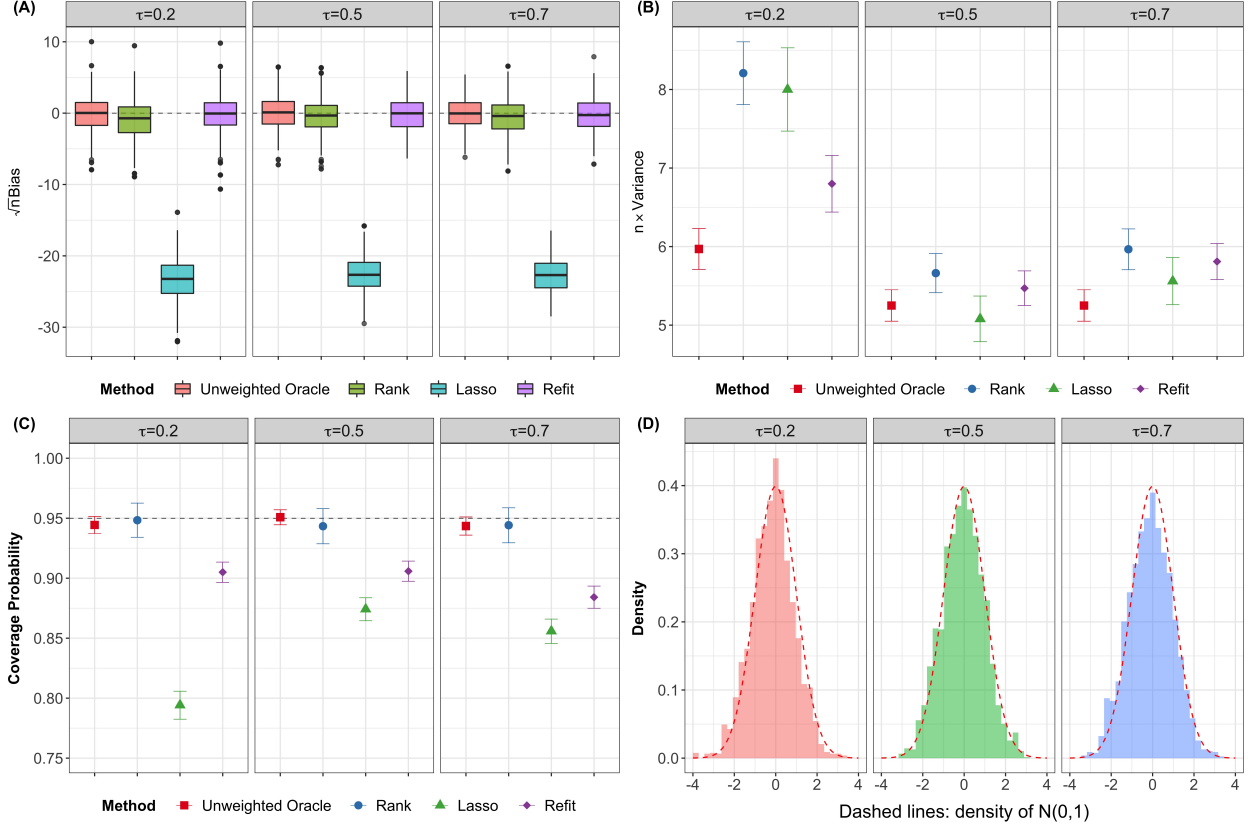 (A)
τ=0.2
τ=0.5
τ=0.7
10
0
-10
-20
-30
√nBias
Method
Unweighted Oracle
Rank
Lasso
Refit
(B)
τ=0.2
τ=0.5
τ=0.7
8
7
6
5
n × Variance
Method
Unweighted Oracle
Rank
Lasso
Refit
(C)
τ=0.2
τ=0.5
τ=0.7
1.00
0.95
0.90
0.85
0.80
0.75
Coverage Probability
Method
Unweighted Oracle
Rank
Lasso
Refit
(D)
τ=0.2
τ=0.5
τ=0.7
0.4
0.3
0.2
0.1
0.0
Density
-4 -2 0 2 4 -4 -2 0 2 4 -4 -2 0 2 4
Dashed lines: density of N(0,1)